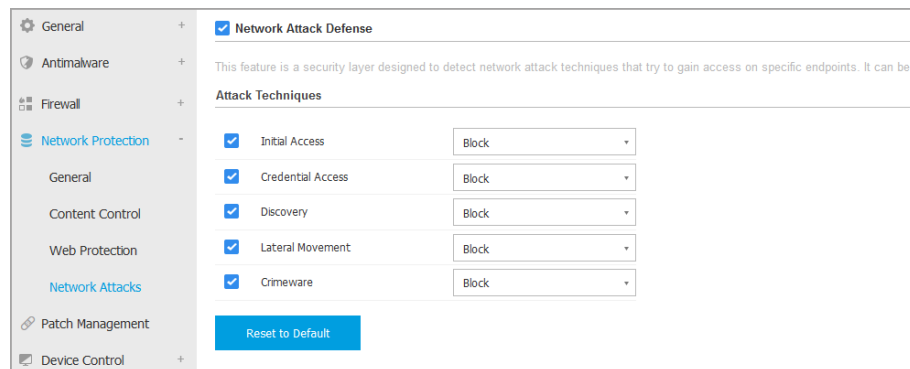 General +
Antimalware +
Firewall +
Network Protection -
General
Content Control
Web Protection
Network Attacks
Patch Management
Device Control +
Network Attack Defense
This feature is a security layer designed to detect network attack techniques that try to gain access on specific endpoints. It can be
Attack Techniques
Initial Access Block
Credential Access Block
Discovery Block
Lateral Movement Block
Crimeware Block
Reset to Default